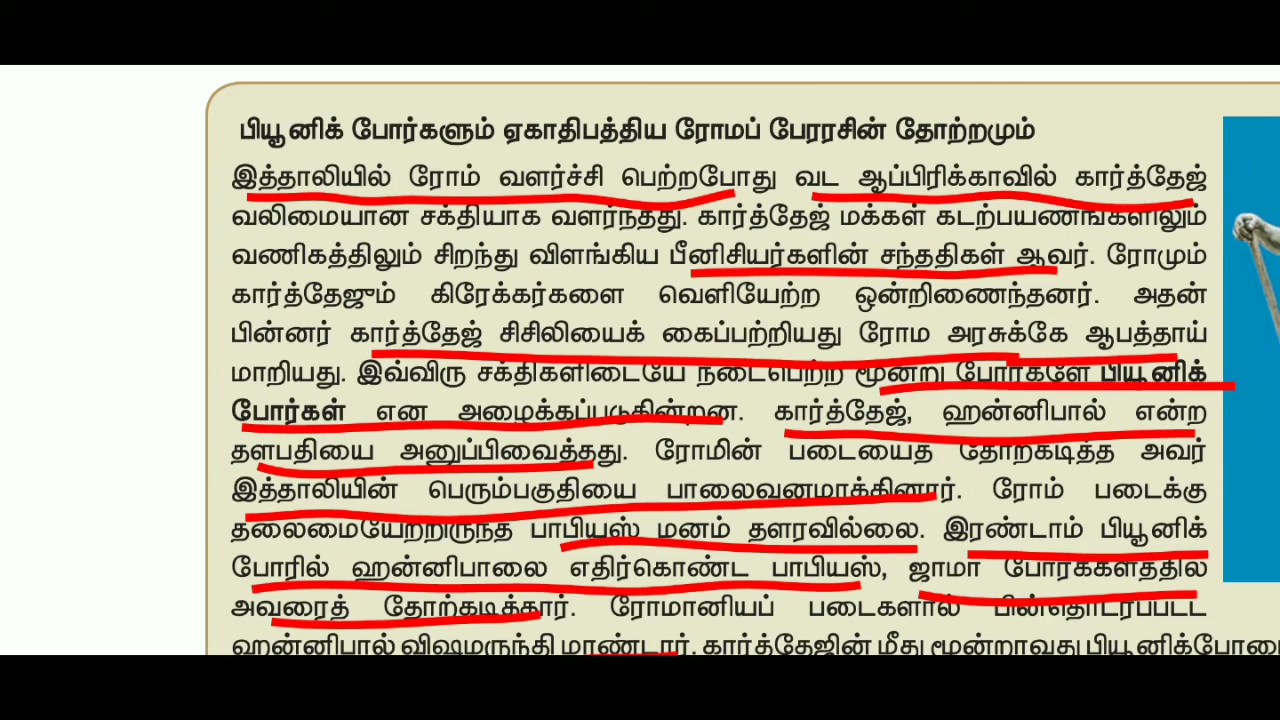 பியூனிக் போர்களும் ஏகாதிபத்திய ரோமப் பேரரசின் தோற்றமும்
இத்தாலியில் ரோம் வளர்ச்சி பெற்றபோது வட ஆப்பிரிக்காவில் கார்த்தேஜ்
வலிமையான சக்தியாக வளர்ந்தது. கார்த்தேஜ் மக்கள் கடற்பயணங்களிலும்
வணிகத்திலும் சிறந்து விளங்கிய பீனிசியர்களின் சந்ததிகள் ஆவர். ரோமும்
கார்த்தேஜும் கிரேக்கர்களை வெளியேற்ற ஒன்றிணைந்தனர். அதன்
பின்னர் கார்த்தேஜ் சிசிலியைக் கைப்பற்றியது ரோம அரசுக்கே ஆபத்தாய்
மாறியது. இவ்விரு சக்திகளிடையே நடைபெற்ற மூன்று போர்களே பியூனிக்
போர்கள் என அழைக்கப்படுகின்றன. கார்த்தேஜ், ஹன்னிபால் என்ற
தளபதியை அனுப்பிவைத்தது. ரோமின் படையைத் தோற்கடித்த அவர்
இத்தாலியின் பெரும்பகுதியை பாலைவனமாக்கினார். ரோம் படைக்கு
தலைமையேற்றிருந்த பாபியஸ் மனம் தளரவில்லை. இரண்டாம் பியூனிக்
போரில் ஹன்னிபாலை எதிர்கொண்ட பாபியஸ், ஜாமா போர்க்களத்தில்
அவரைத் தோற்கடித்தார். ரோமானியப் படைகளால் பின்தொடரப்பட்ட
ஹன்னிபால் விஷமருந்தி மாண்டார். கார்த்தேஜின் மீது மூன்றாவது பியூனிக்போரை